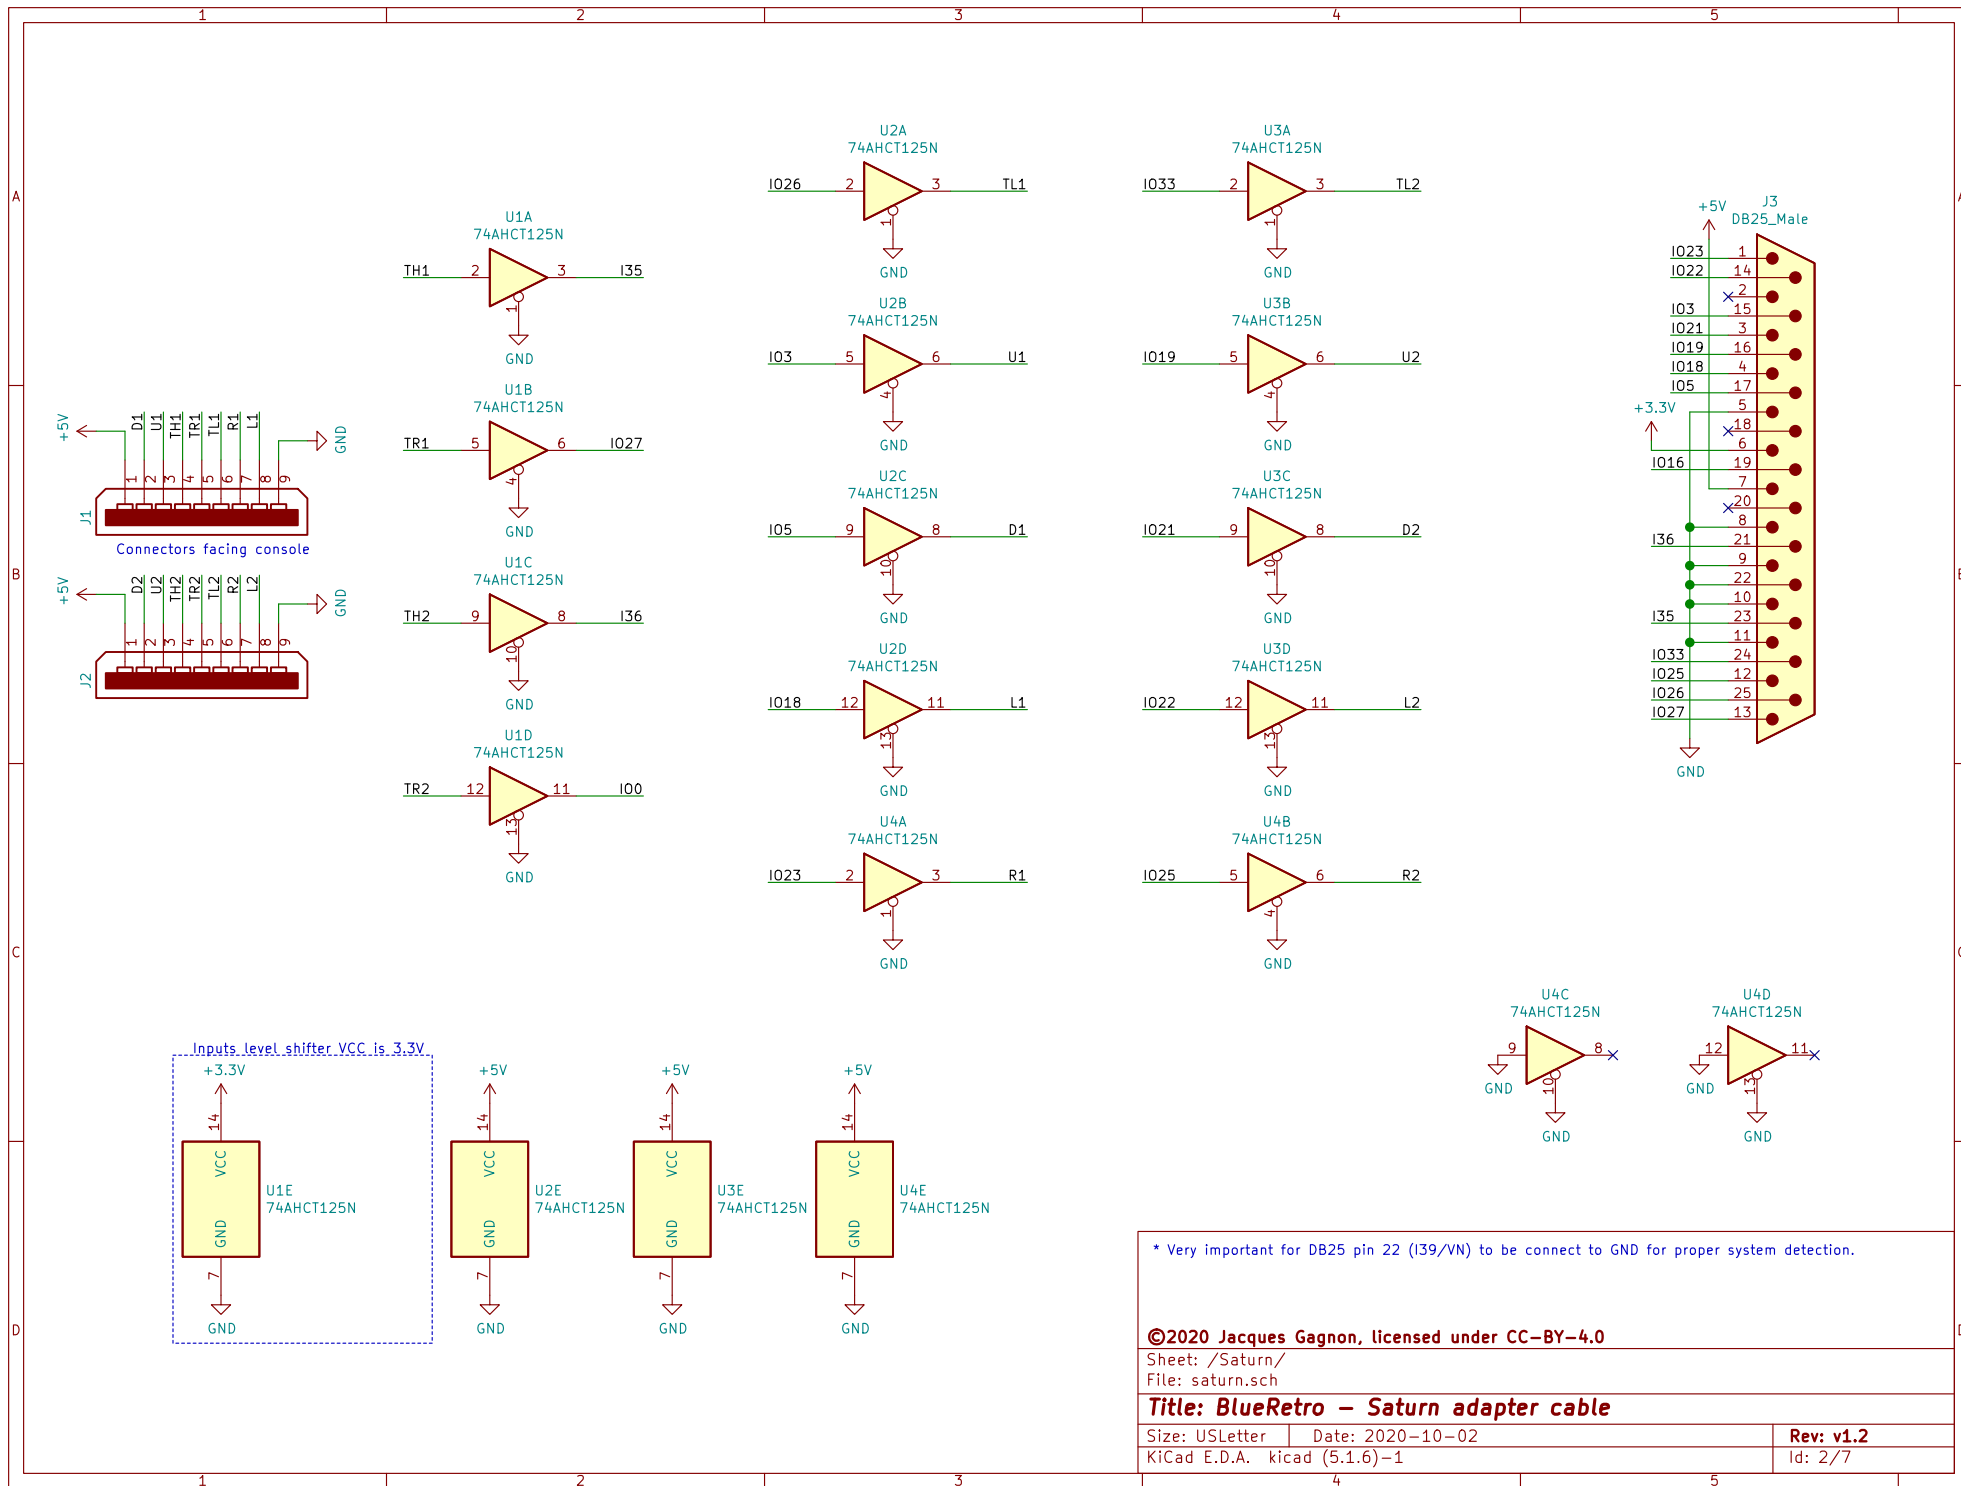 1 2 3 4 5
A
B
C
D
U1A
74AHCT125N
TH1 2 3 I35
1
GND
U1B
74AHCT125N
TR1 5 6 IO27
4
GND
U1C
74AHCT125N
TH2 9 8 I36
10
GND
U1D
74AHCT125N
TR2 12 11 IO0
13
GND
U2A
74AHCT125N
IO26 2 3 TL1
1
GND
U2B
74AHCT125N
IO3 5 6 U1
4
GND
U2C
74AHCT125N
IO5 9 8 D1
10
GND
U2D
74AHCT125N
IO18 12 11 L1
13
GND
U4A
74AHCT125N
IO23 2 3 R1
1
GND
U3A
74AHCT125N
IO33 2 3 TL2
1
GND
U3B
74AHCT125N
IO19 5 6 U2
4
GND
U3C
74AHCT125N
IO21 9 8 D2
10
GND
U3D
74AHCT125N
IO22 12 11 L2
13
GND
U4B
74AHCT125N
IO25 5 6 R2
4
GND
J3
DB25_Male
+5V
IO23 1
IO22 14
2
IO3 15
IO21 3
IO19 16
IO18 4
IO5 17
+3.3V
5
18
6
IO16 19
7
20
8
I36 21
9
22
10
I35 23
11
IO33 24
IO25 12
IO26 25
IO27 13
GND
+5V D1 U1 TH1 TR1 TL1 R1 L1 GND
1 2 3 4 5 6 7 8 9
J1
Connectors facing console
+5V D2 U2 TH2 TR2 TL2 R2 L2 GND
1 2 3 4 5 6 7 8 9
J2
U4C
74AHCT125N
9 8
10
GND
GND
U4D
74AHCT125N
12 11
13
GND
GND
Inputs level shifter VCC is 3.3V
+3.3V
14
VCC
U1E
74AHCT125N
GND
7
GND
+5V
14
VCC
U2E
74AHCT125N
GND
7
GND
+5V
14
VCC
U3E
74AHCT125N
GND
7
GND
+5V
14
VCC
U4E
74AHCT125N
GND
7
GND
* Very important for DB25 pin 22 (I39/VN) to be connect to GND for proper system detection.
©2020 Jacques Gagnon, licensed under CC-BY-4.0
Sheet: /Saturn/
File: saturn.sch
Title: BlueRetro – Saturn adapter cable
Size: USLetter Date: 2020-10-02 Rev: v1.2
KiCad E.D.A. kicad (5.1.6)-1 Id: 2/7
1 2 3 4 5